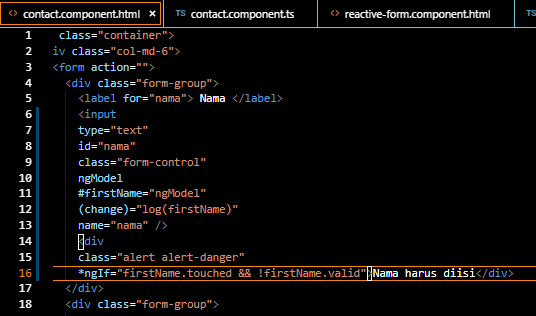 <> contact.component.html ×
TS contact.component.ts
<> reactive-form.component.html
TS
1 class="container">
2 iv class="col-md-6">
3 <form action="">
4 <div class="form-group">
5 <label for="nama"> Nama </label>
6 <input
7 type="text"
8 id="nama"
9 class="form-control"
10 ngModel
11 #firstName="ngModel"
12 (change)="log(firstName)"
13 name="nama" />
14 <div
15 class="alert alert-danger"
16 *ngIf="firstName.touched && !firstName.valid">Nama harus diisi</div>
17 </div>
18 <div class="form-group">